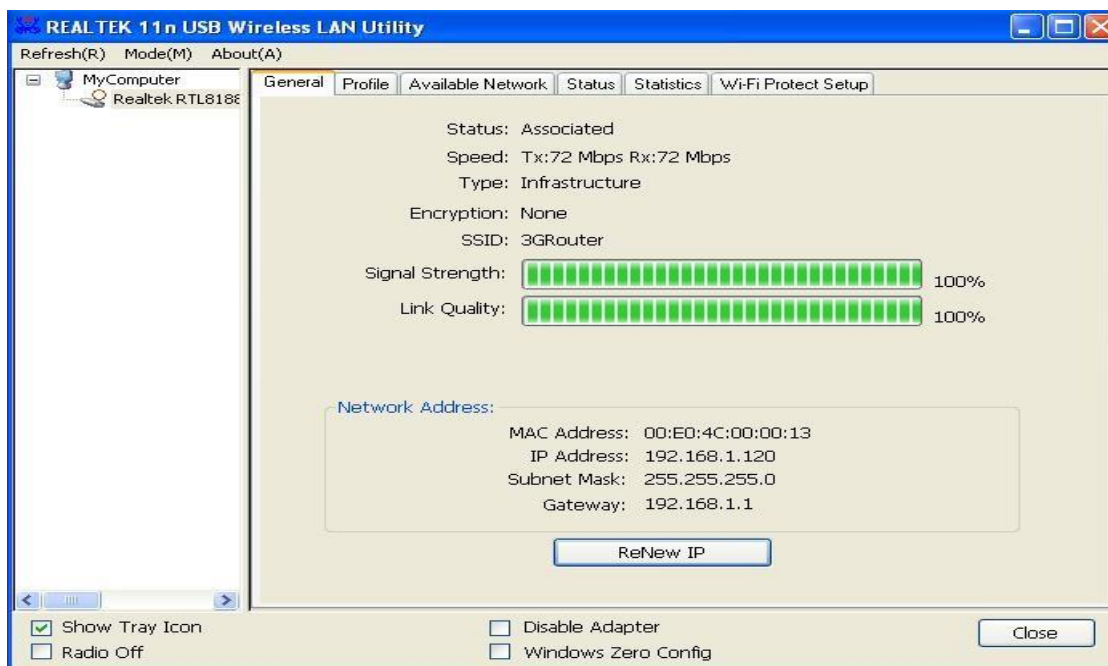 REALTEK 11n USB Wireless LAN Utility
Refresh(R) Mode(M) About(A)
MyComputer
Realtek RTL8188
General Profile Available Network Status Statistics Wi-Fi Protect Setup
Status: Associated
Speed: Tx:72 Mbps Rx:72 Mbps
Type: Infrastructure
Encryption: None
SSID: 3GRouter
Signal Strength: 100%
Link Quality: 100%
Network Address:
MAC Address: 00:E0:4C:00:00:13
IP Address: 192.168.1.120
Subnet Mask: 255.255.255.0
Gateway: 192.168.1.1
ReNew IP
Show Tray Icon
Radio Off
Disable Adapter
Windows Zero Config
Close